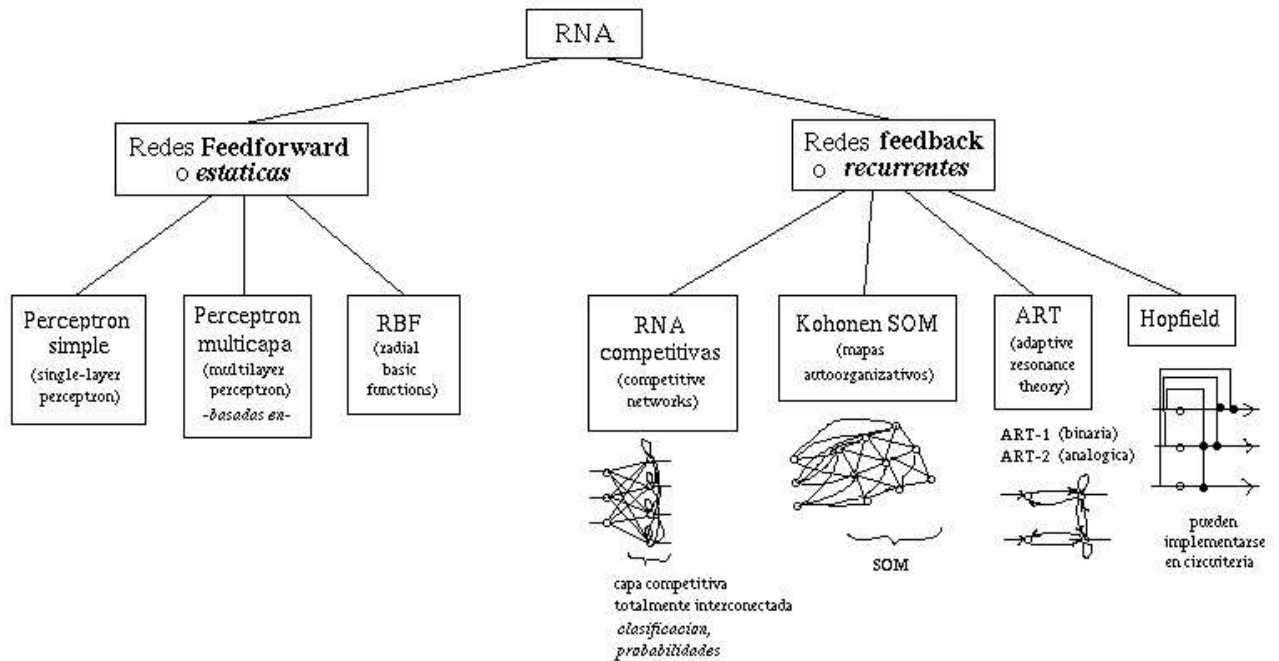 RNA
Redes Feedforward
o estaticas
Redes feedback
o recurrentes
Perceptron
simple
(single-layer
perceptron)
Perceptron
multicapa
(multilayer
perceptron)
-basadas en-
RBF
(radial
basic
functions)
RNA
competitivas
(competitive
networks)
Kohonen SOM
(mapas
autoorganizativos)
ART
(adaptive
resonance
theory)
Hopfield
ART-1 (binaria)
ART-2 (analogica)
SOM
pueden
implementarse
en circuiteria
capa competitiva
totalmente interconectada
clasificacion,
probabilidades